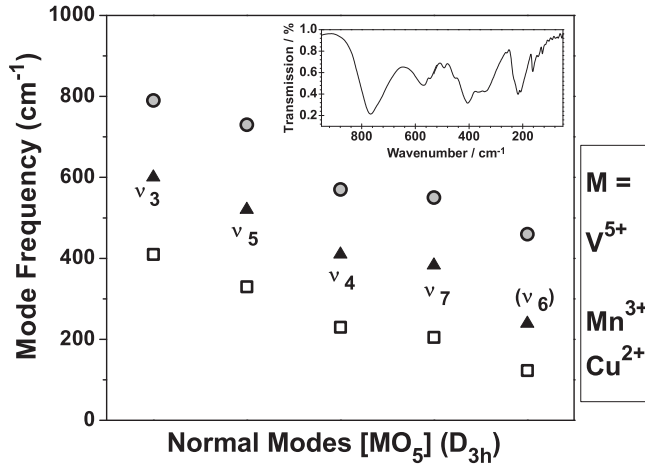 1000
800
600
400
200
0
Mode Frequency (cm⁻¹)
Normal Modes [MO₅] (D₃ₕ)
ν₃
ν₅
ν₄
ν₇
(ν₆)
1.0
0.8
0.6
0.4
0.2
Transmission / %
800 600 400 200
Wavenumber / cm⁻¹
M =
V⁵⁺
Mn³⁺
Cu²⁺